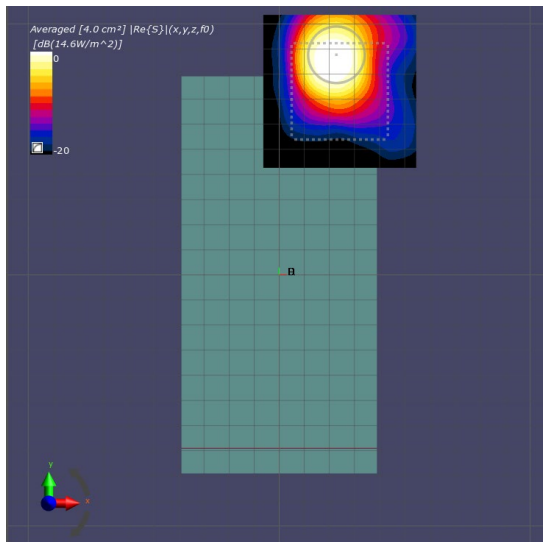 Averaged [4.0 cm²] |Re{S}|(x,y,z,f0)
[dB(14.6W/m^2)]
0
-20
Y
X